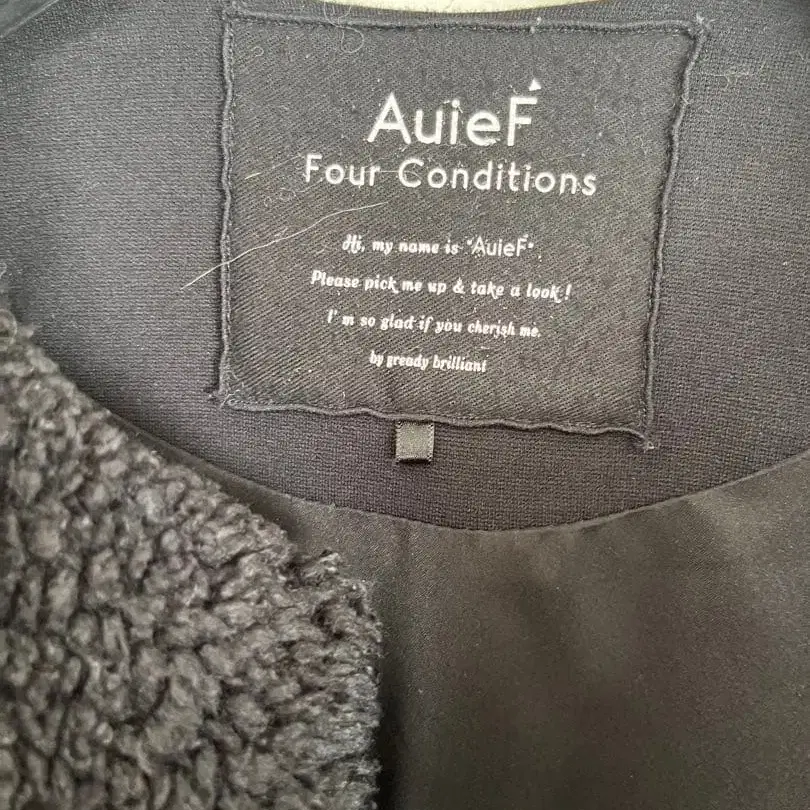 AuieF
Four Conditions
Hi, my name is "AuieF".
Please pick me up & take a look!
I'm so glad if you cherish me.
by gready brilliant